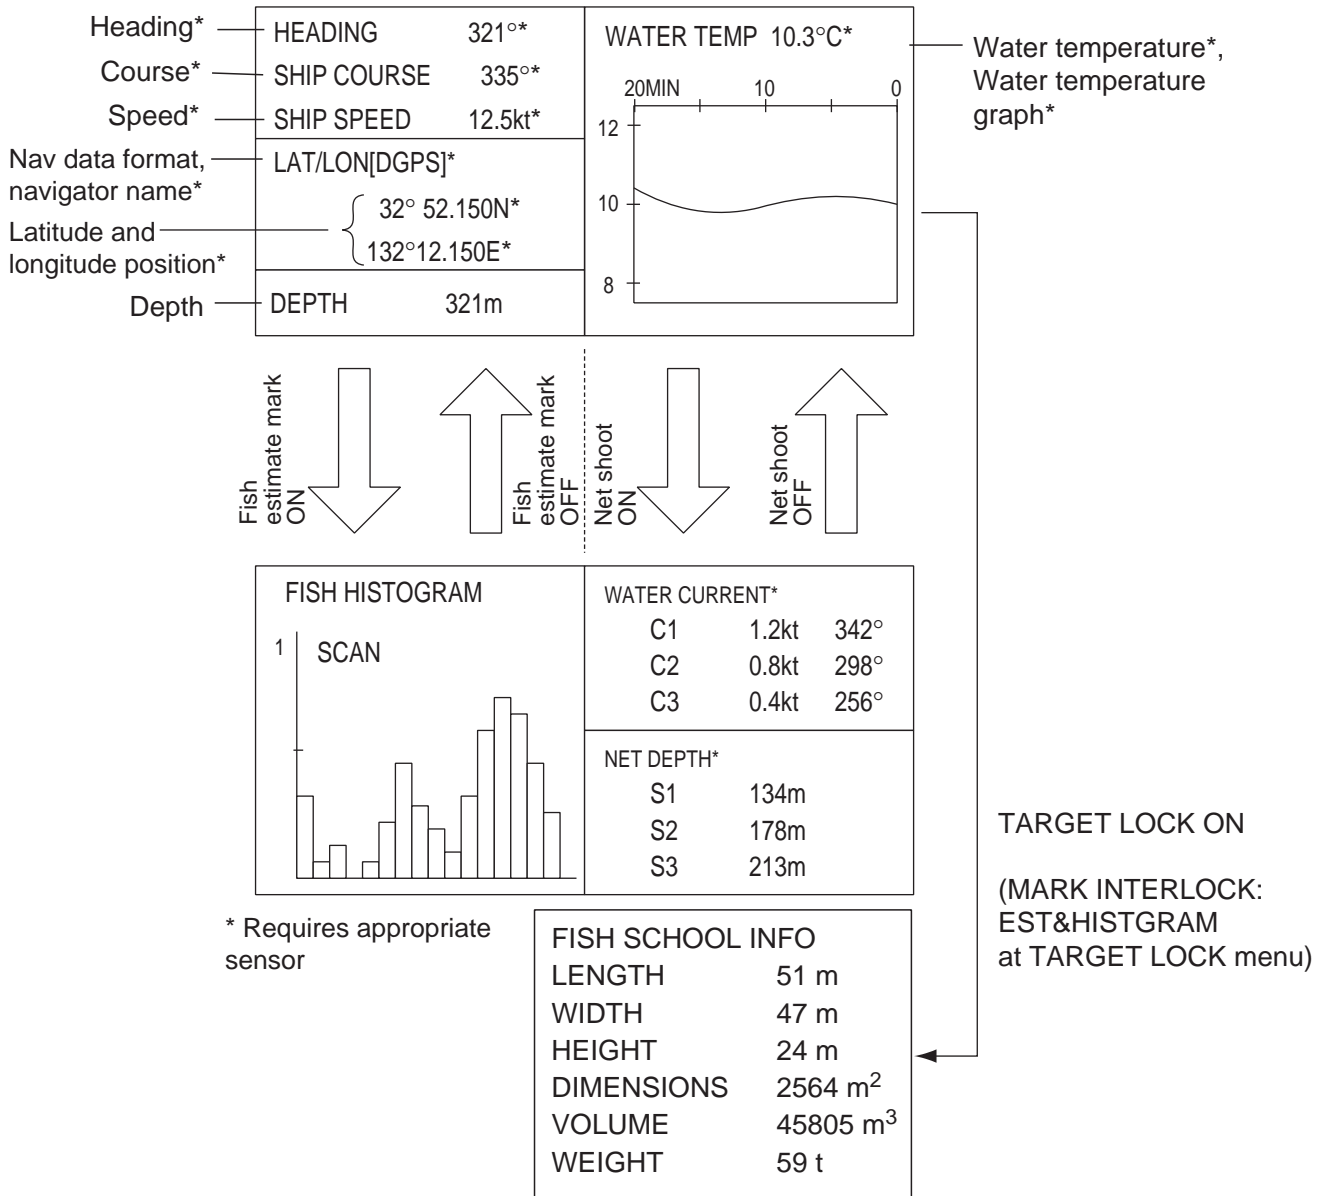 Heading*
Course*
Speed*
Nav data format,
navigator name*
Latitude and
longitude position*
Depth
HEADING 321°*
SHIP COURSE 335°*
SHIP SPEED 12.5kt*
LAT/LON[DGPS]*
32° 52.150N*
132°12.150E*
DEPTH 321m
WATER TEMP 10.3°C*
20MIN 10 0
12
10
8
Water temperature*,
Water temperature
graph*
Fish
estimate mark
ON
Fish
estimate mark
OFF
Net shoot
ON
Net shoot
OFF
FISH HISTOGRAM
1
SCAN
WATER CURRENT*
C1 1.2kt 342°
C2 0.8kt 298°
C3 0.4kt 256°
NET DEPTH*
S1 134m
S2 178m
S3 213m
TARGET LOCK ON
(MARK INTERLOCK:
EST&HISTGRAM
at TARGET LOCK menu)
* Requires appropriate
sensor
FISH SCHOOL INFO
LENGTH 51 m
WIDTH 47 m
HEIGHT 24 m
DIMENSIONS 2564 m²
VOLUME 45805 m³
WEIGHT 59 t